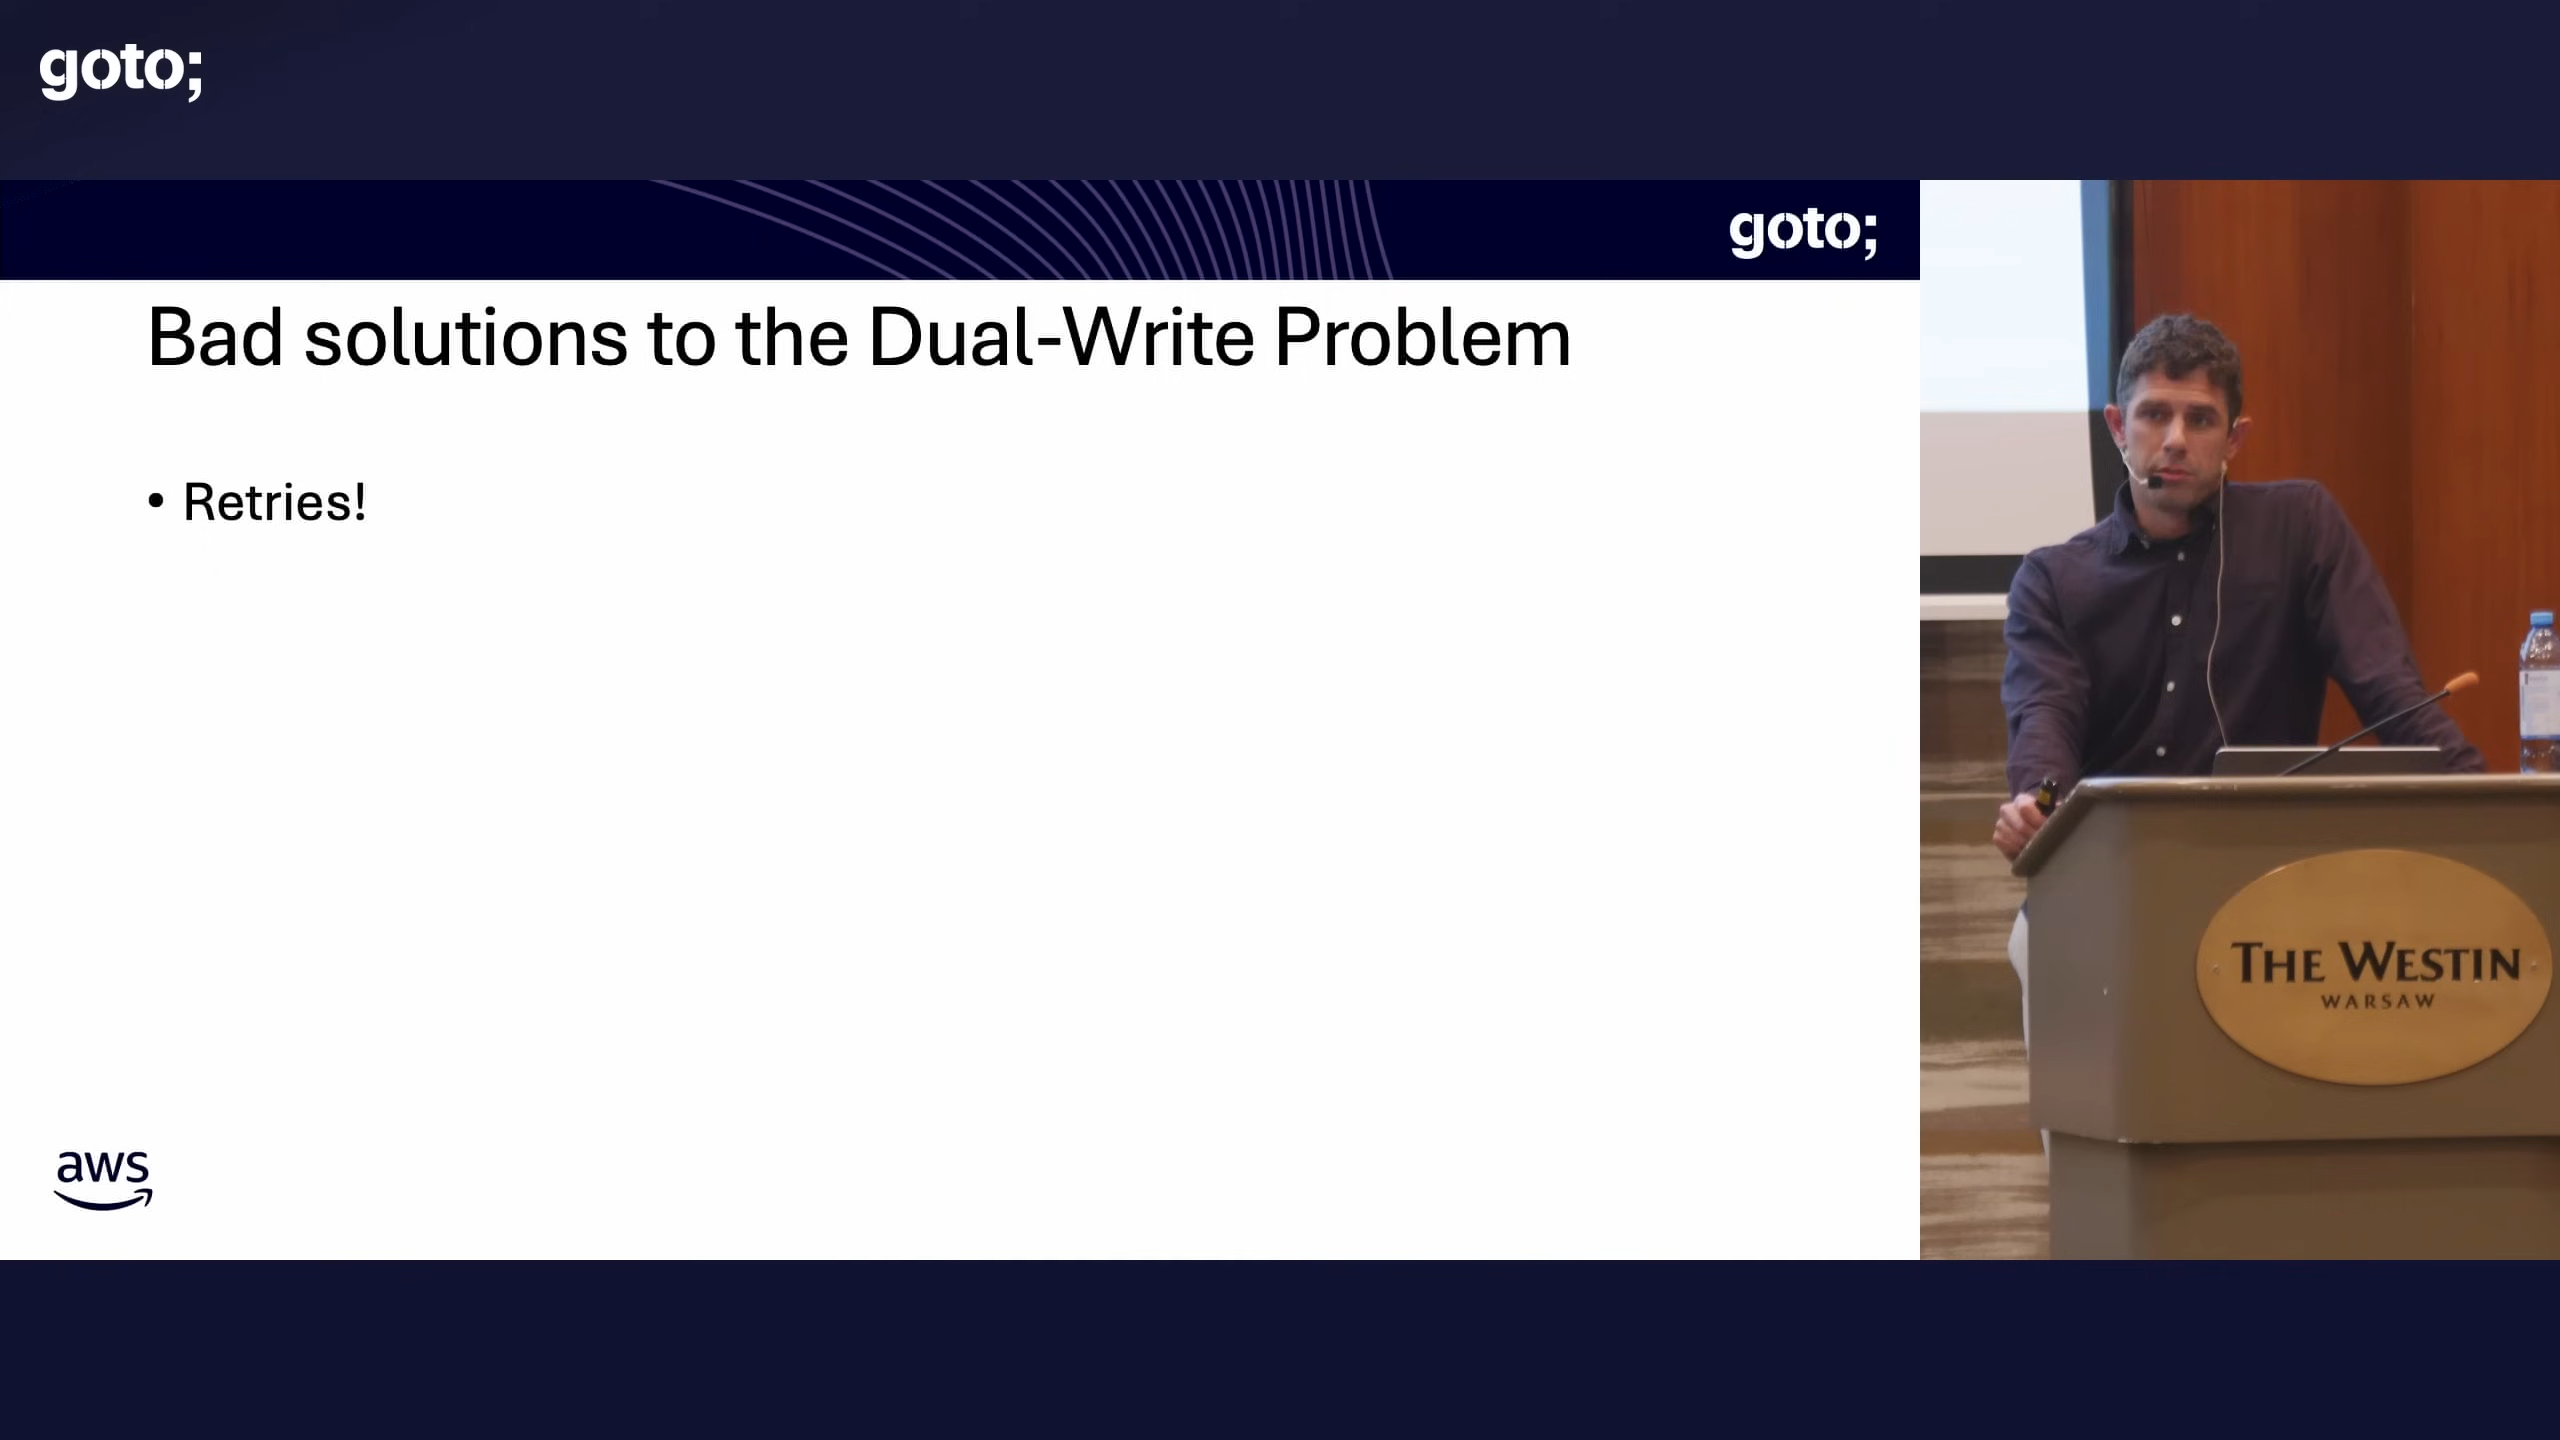 goto;
goto;
Bad solutions to the Dual-Write Problem
• Retries!
aws
THE WESTIN
WARSAW